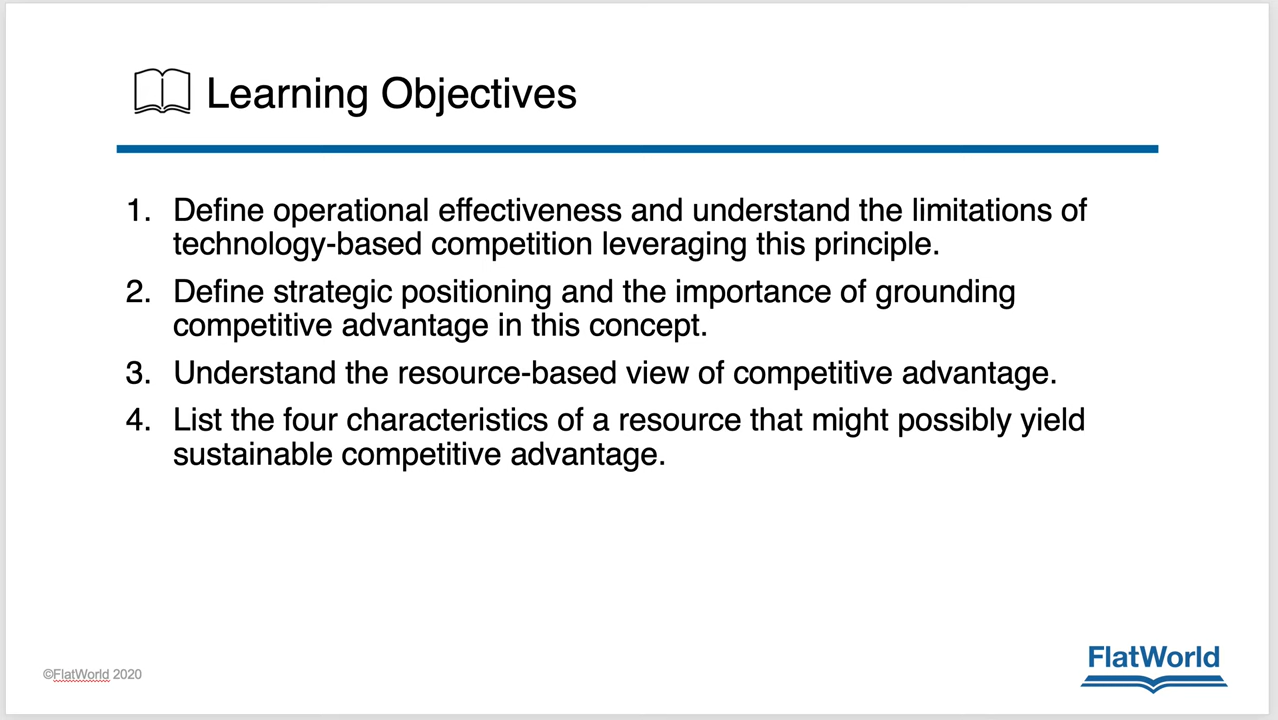 Learning Objectives
1. Define operational effectiveness and understand the limitations of
technology-based competition leveraging this principle.
2. Define strategic positioning and the importance of grounding
competitive advantage in this concept.
3. Understand the resource-based view of competitive advantage.
4. List the four characteristics of a resource that might possibly yield
sustainable competitive advantage.
©FlatWorld 2020
FlatWorld